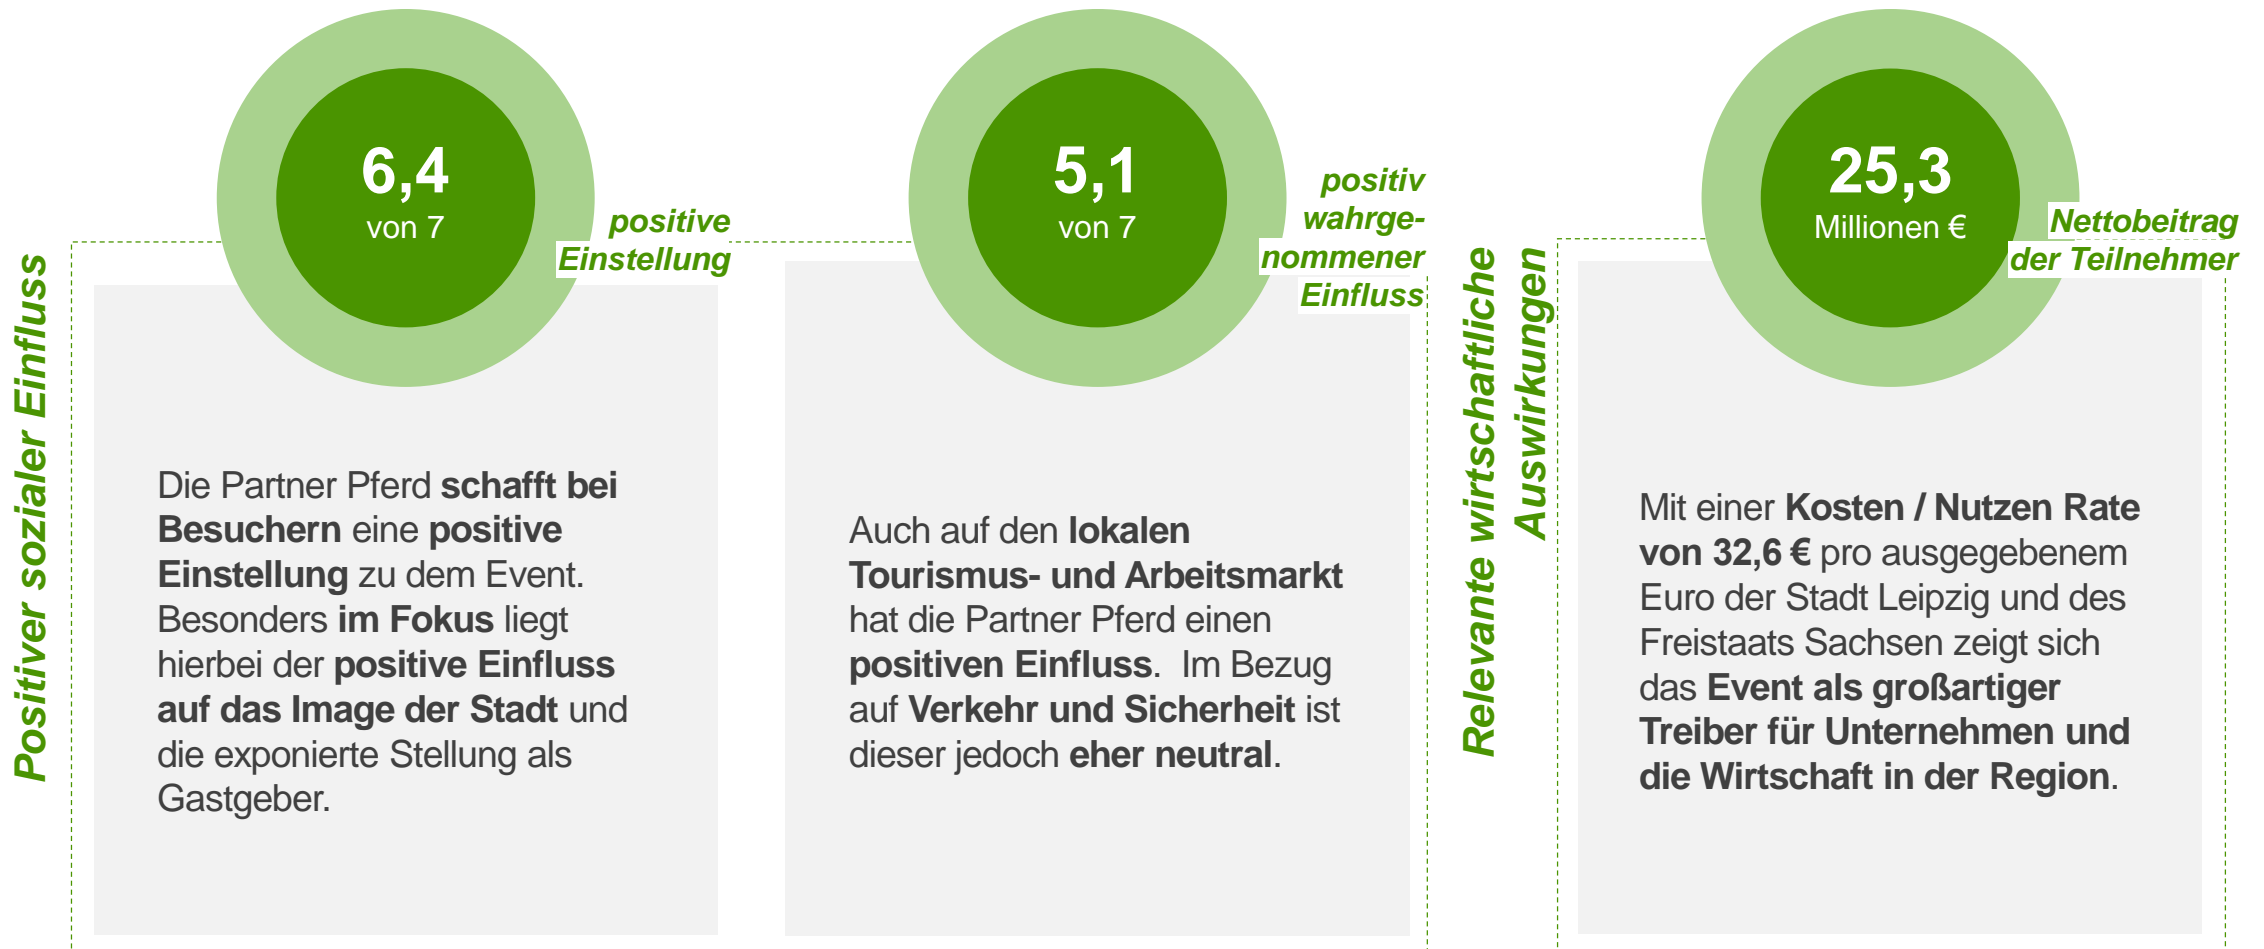 Positiver sozialer Einfluss
6,4
von 7
positive
Einstellung
Die Partner Pferd schafft bei
Besuchern eine positive
Einstellung zu dem Event.
Besonders im Fokus liegt
hierbei der positive Einfluss
auf das Image der Stadt und
die exponierte Stellung als
Gastgeber.
5,1
von 7
positiv
wahrge-
nommener
Einfluss
Auch auf den lokalen
Tourismus- und Arbeitsmarkt
hat die Partner Pferd einen
positiven Einfluss.  Im Bezug
auf Verkehr und Sicherheit ist
dieser jedoch eher neutral.
Relevante wirtschaftliche
Auswirkungen
25,3
Millionen €
Nettobeitrag
der Teilnehmer
Mit einer Kosten / Nutzen Rate
von 32,6 € pro ausgegebenem
Euro der Stadt Leipzig und des
Freistaats Sachsen zeigt sich
das Event als großartiger
Treiber für Unternehmen und
die Wirtschaft in der Region.